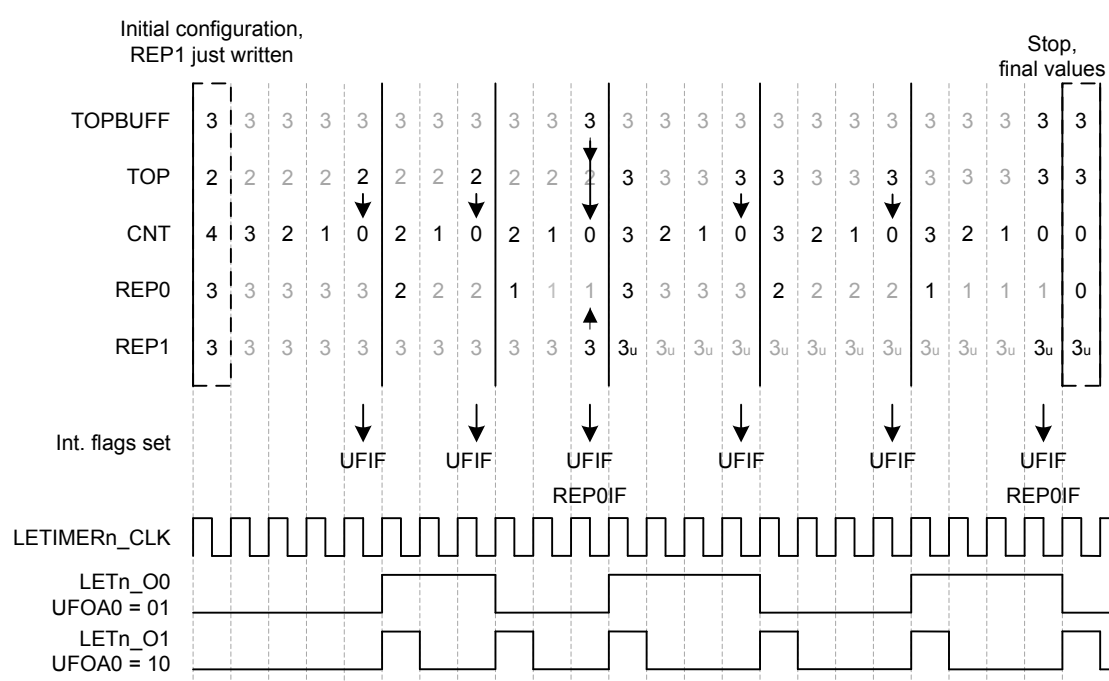 Initial configuration,
REP1 just written
Stop,
final values
TOPBUFF 3 3 3 3 3 3 3 3 3 3 3 3 3 3 3 3 3 3 3 3 3 3 3 3
TOP 2 2 2 2 2 2 2 2 2 2 2 3 3 3 3 3 3 3 3 3 3 3 3 3
CNT 4 3 2 1 0 2 1 0 2 1 0 3 2 1 0 3 2 1 0 3 2 1 0 0
REP0 3 3 3 3 3 2 2 2 1 1 1 3 3 3 3 2 2 2 2 1 1 1 1 0
REP1 3 3 3 3 3 3 3 3 3 3 3 3u 3u 3u 3u 3u 3u 3u 3u 3u 3u 3u 3u 3u
Int. flags set
UFIF UFIF UFIF UFIF UFIF UFIF
REP0IF REP0IF
LETIMERn_CLK
LETn_O0
UFOA0 = 01
LETn_O1
UFOA0 = 10